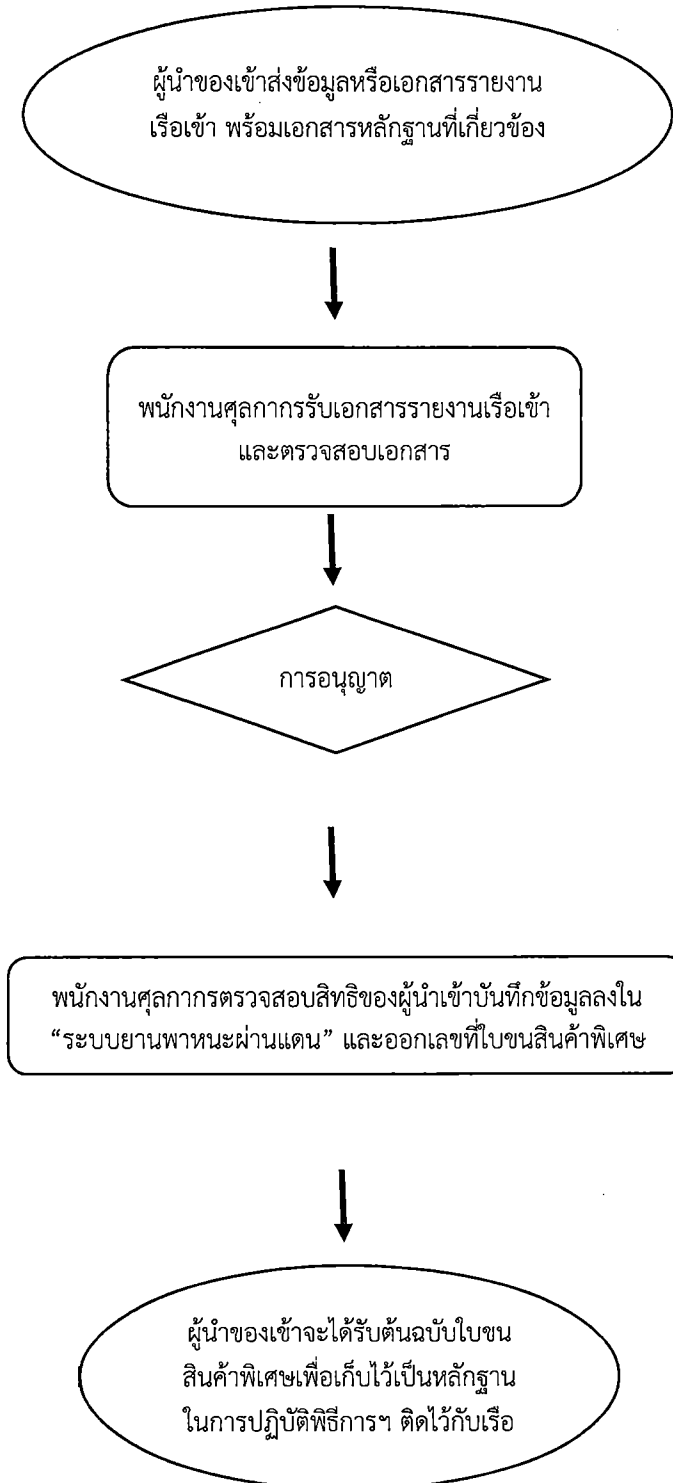 ผู้นำของเข้าส่งข้อมูลหรือเอกสารรายงาน
เรือเข้า พร้อมเอกสารหลักฐานที่เกี่ยวข้อง
พนักงานศุลกากรรับเอกสารรายงานเรือเข้า
และตรวจสอบเอกสาร
การอนุญาต
พนักงานศุลกากรตรวจสอบสิทธิของผู้นำเข้าบันทึกข้อมูลลงใน
“ระบบยานพาหนะผ่านแดน” และออกเลขที่ใบขนสินค้าพิเศษ
ผู้นำของเข้าจะได้รับต้นฉบับใบขน
สินค้าพิเศษเพื่อเก็บไว้เป็นหลักฐาน
ในการปฏิบัติพิธีการฯ ติดไว้กับเรือ